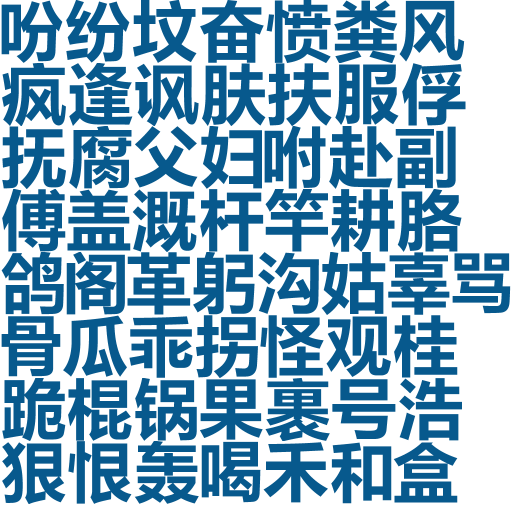 吩纷坟奋愤粪风
疯逢讽肤扶服俘
抚腐父妇咐赴副
傅盖溉杆竿耕胳
鸽阁革躬沟姑辜骂
骨瓜乖拐怪观桂
跪棍锅果裹号浩
狠恨轰喝禾和盒